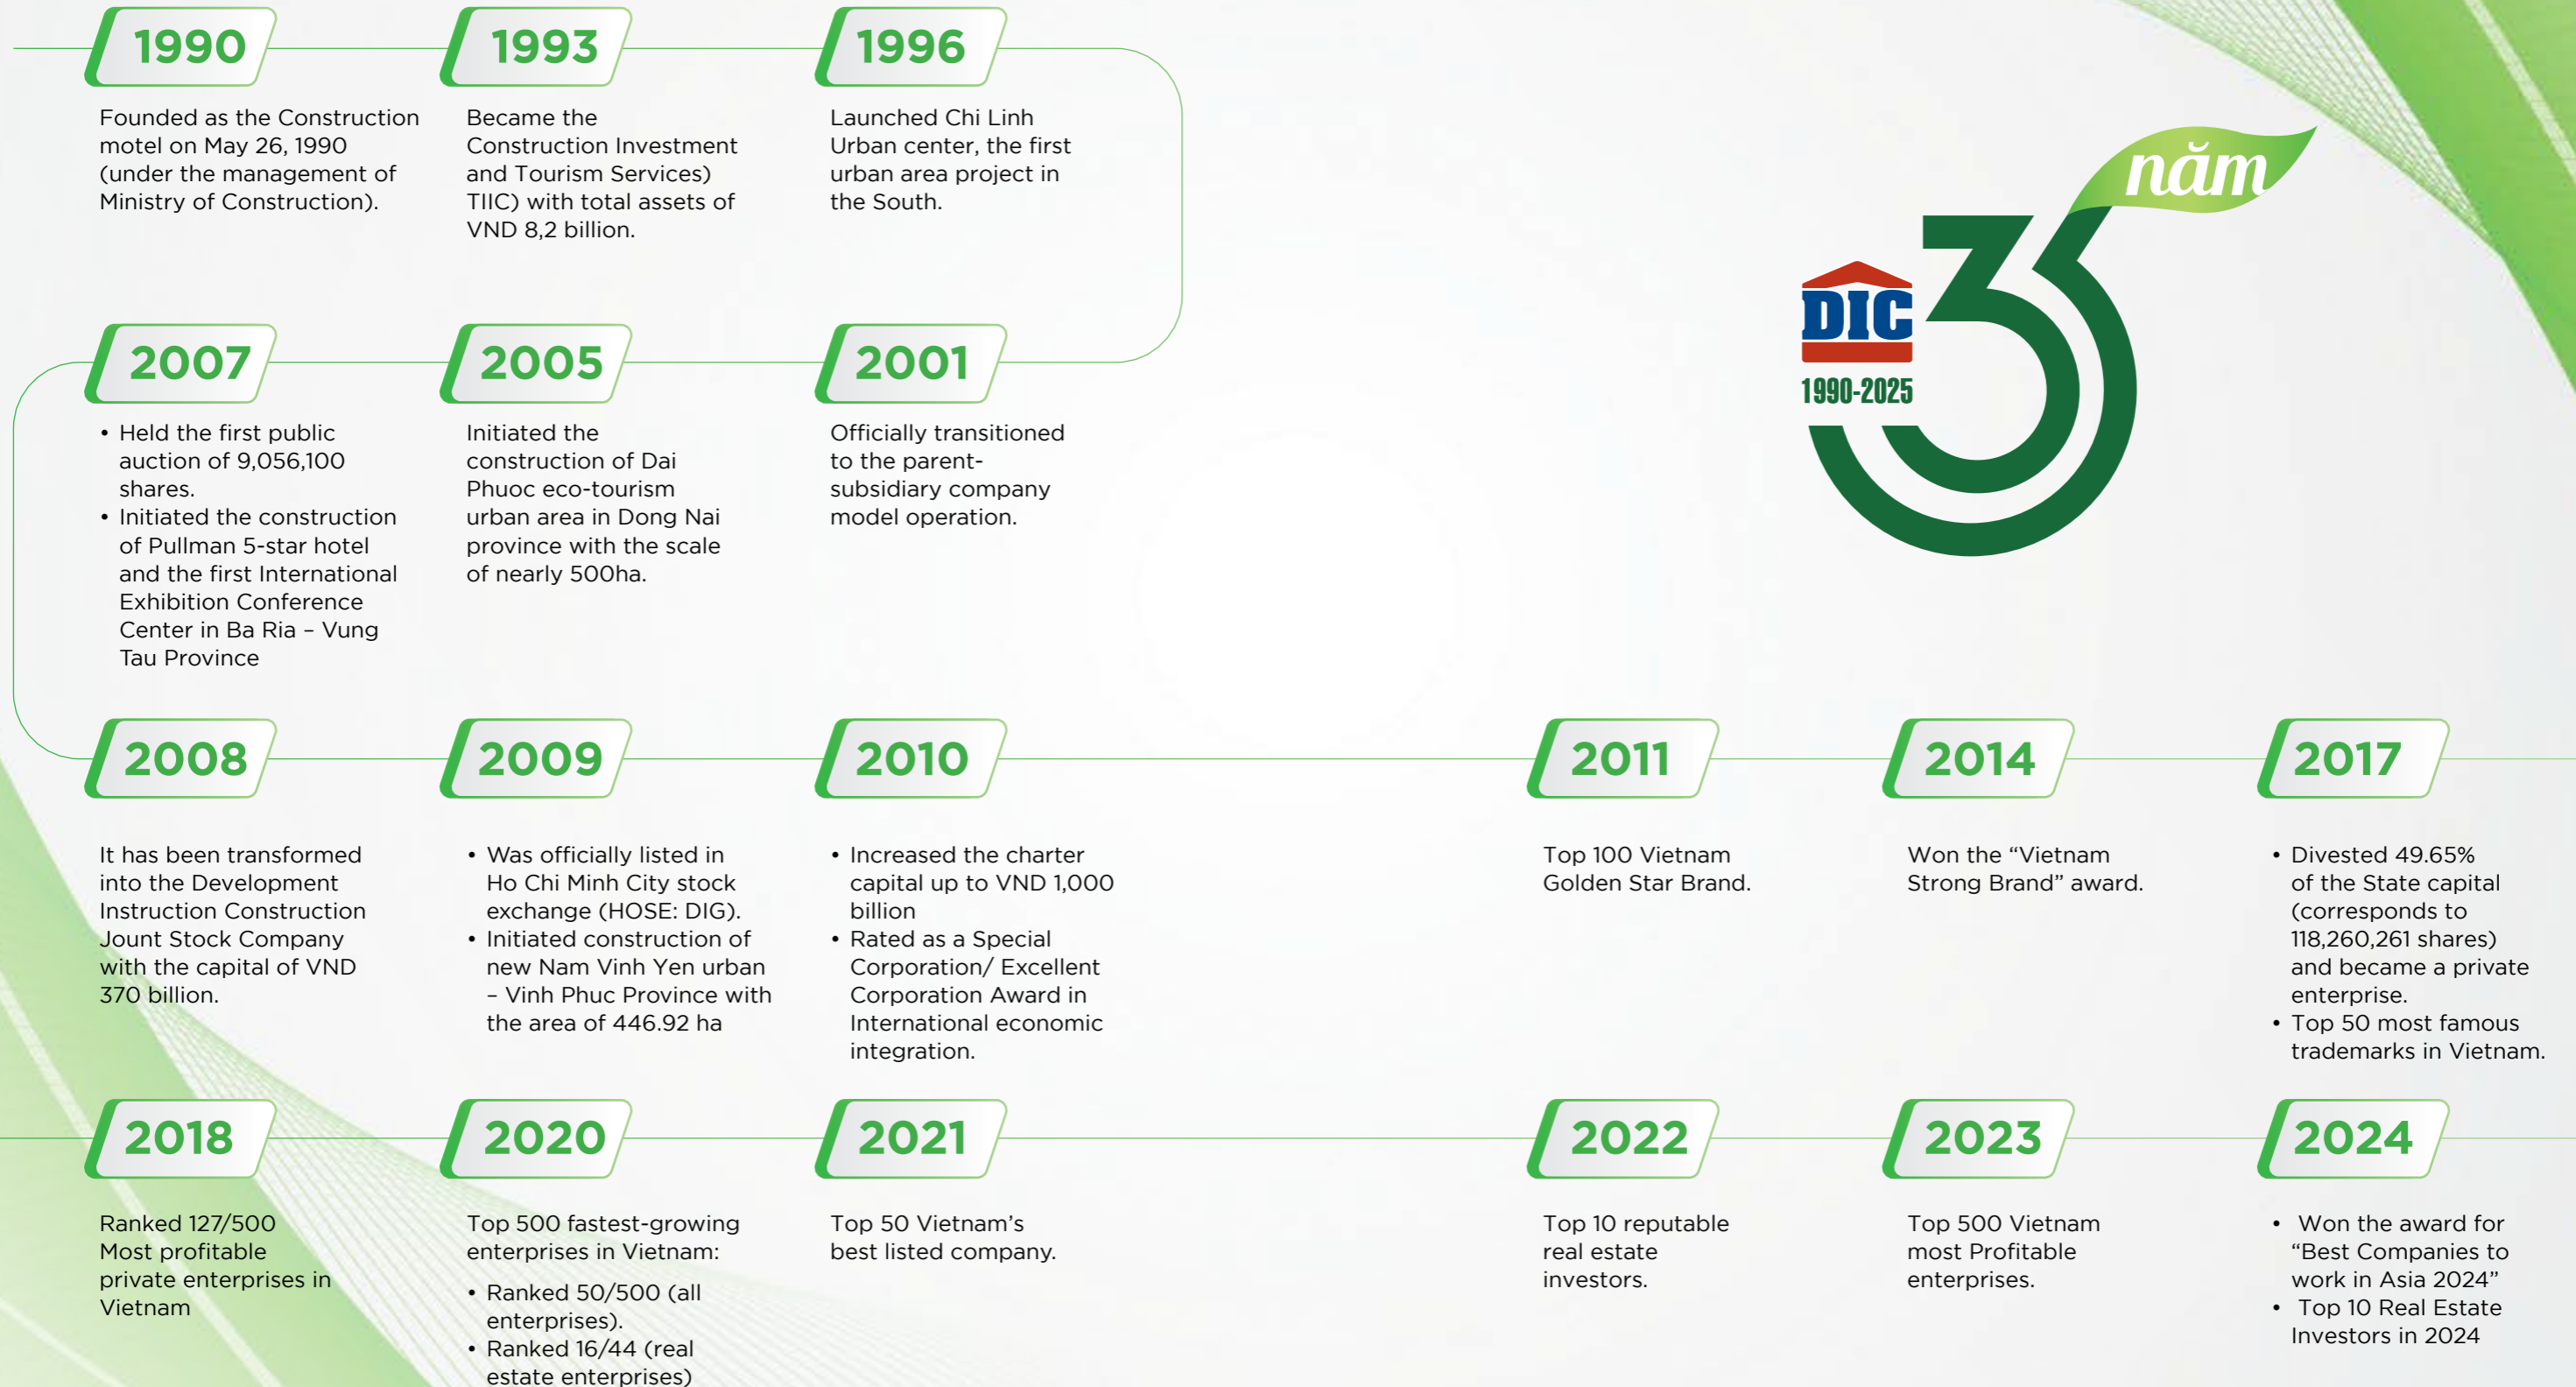 1990
Founded as the Construction
motel on May 26, 1990
(under the management of
Ministry of Construction).
1993
Became the
Construction Investment
and Tourism Services)
TIIC) with total assets of
VND 8,2 billion.
1996
Launched Chi Linh
Urban center, the first
urban area project in
the South.
năm
35
DIC
1990-2025
2007
• Held the first public
auction of 9,056,100
shares.
• Initiated the construction
of Pullman 5-star hotel
and the first International
Exhibition Conference
Center in Ba Ria – Vung
Tau Province
2005
Initiated the
construction of Dai
Phuoc eco-tourism
urban area in Dong Nai
province with the scale
of nearly 500ha.
2001
Officially transitioned
to the parent-
subsidiary company
model operation.
2008
It has been transformed
into the Development
Instruction Construction
Jount Stock Company
with the capital of VND
370 billion.
2009
• Was officially listed in
Ho Chi Minh City stock
exchange (HOSE: DIG).
• Initiated construction of
new Nam Vinh Yen urban
– Vinh Phuc Province with
the area of 446.92 ha
2010
• Increased the charter
capital up to VND 1,000
billion
• Rated as a Special
Corporation/ Excellent
Corporation Award in
International economic
integration.
2011
Top 100 Vietnam
Golden Star Brand.
2014
Won the “Vietnam
Strong Brand” award.
2017
• Divested 49.65%
of the State capital
(corresponds to
118,260,261 shares)
and became a private
enterprise.
• Top 50 most famous
trademarks in Vietnam.
2018
Ranked 127/500
Most profitable
private enterprises in
Vietnam
2020
Top 500 fastest-growing
enterprises in Vietnam:
• Ranked 50/500 (all
enterprises).
• Ranked 16/44 (real
estate enterprises)
2021
Top 50 Vietnam’s
best listed company.
2022
Top 10 reputable
real estate
investors.
2023
Top 500 Vietnam
most Profitable
enterprises.
2024
• Won the award for
“Best Companies to
work in Asia 2024”
• Top 10 Real Estate
Investors in 2024